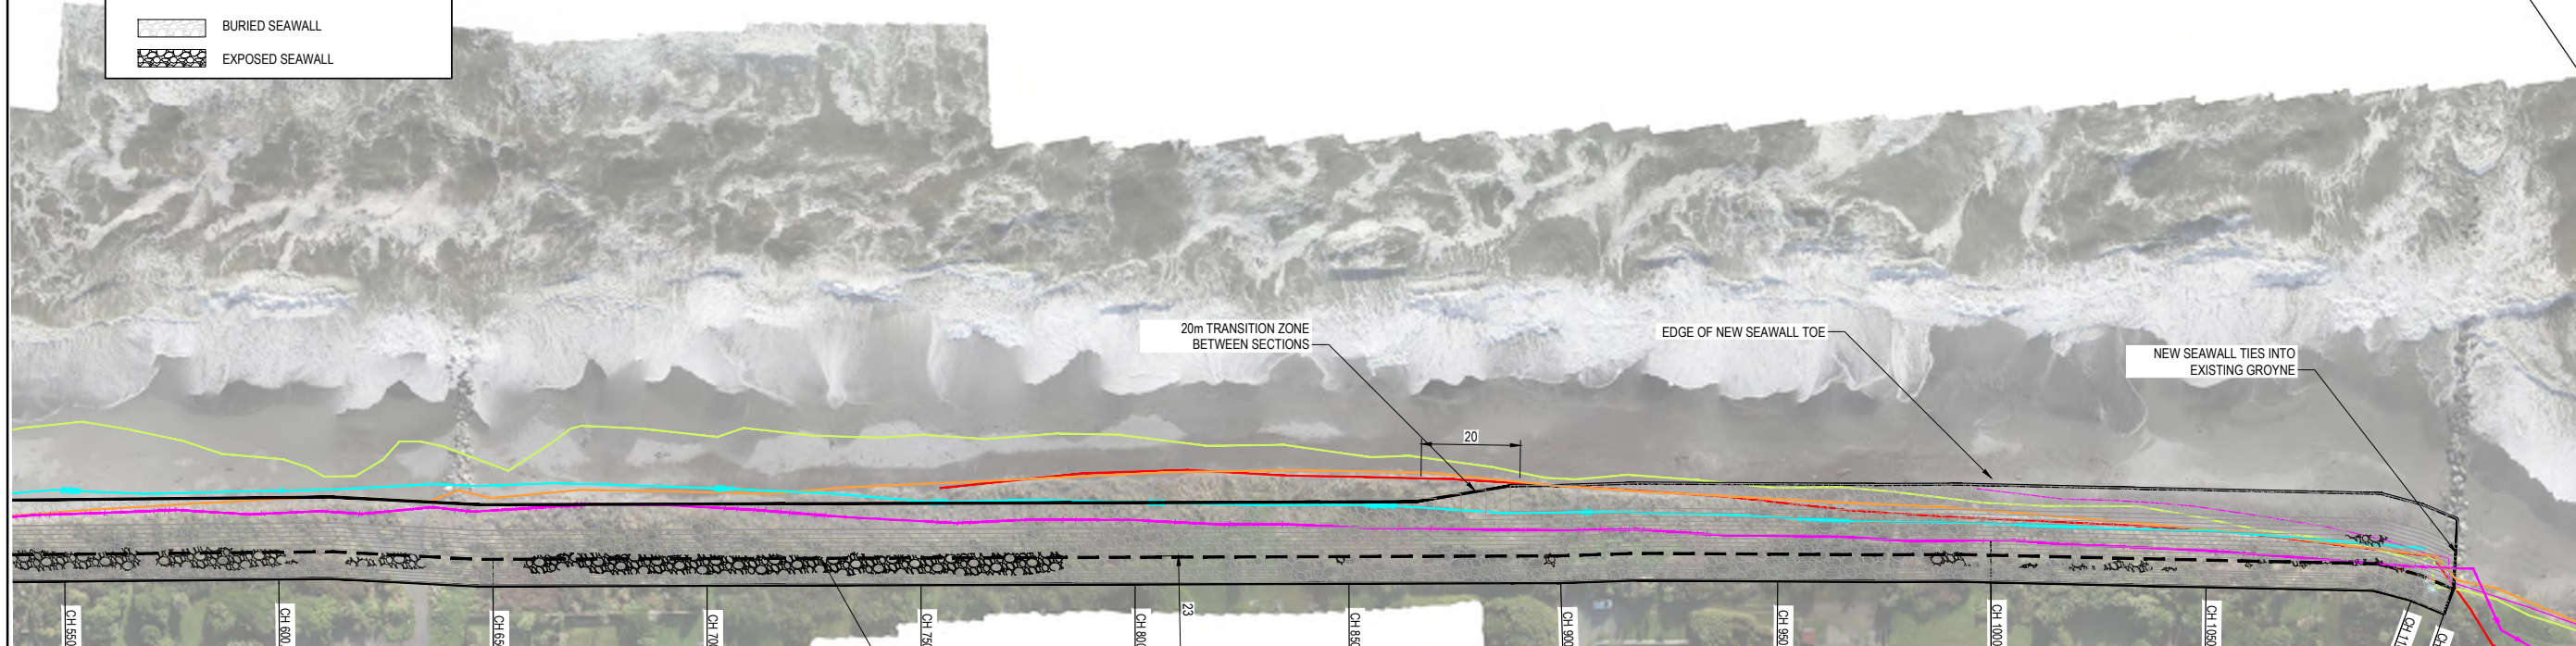 BURIED SEAWALL
EXPOSED SEAWALL
20m TRANSITION ZONE
BETWEEN SECTIONS
EDGE OF NEW SEAWALL TOE
NEW SEAWALL TIES INTO
EXISTING GROYNE
20
23
CH 550
CH 600
CH 650
CH 700
CH 750
CH 800
CH 850
CH 900
CH 950
CH 1000
CH 1050